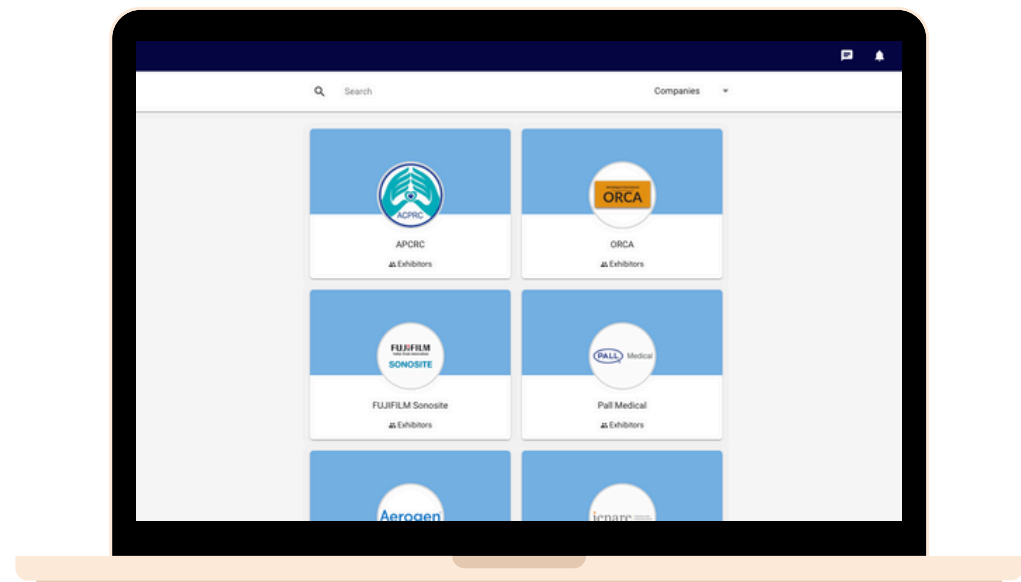 Search
Companies
ACPRC
APCRC
Exhibitors
ORCA
ORCA
Exhibitors
FUJIFILM
SONOSITE
FUJIFILM Sonosite
Exhibitors
PALL Medical
Pall Medical
Exhibitors
Aerogen
icnarc